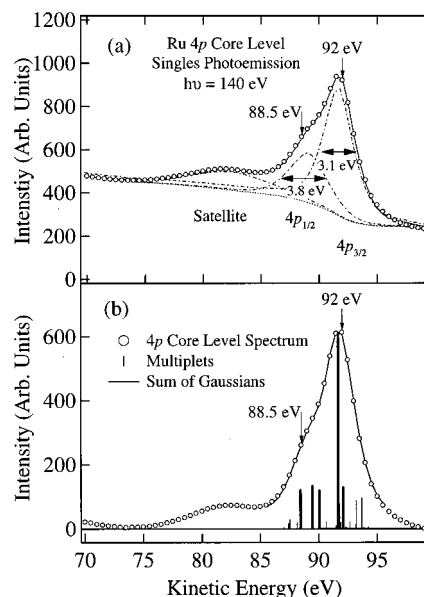 (a)
Ru 4p Core Level
Singles Photoemission
hυ = 140 eV
92 eV
88.5 eV
3.1 eV
3.8 eV
Satellite
4p1/2
4p3/2
Intenstiy (Arb. Units)
1200
1000
800
600
400
200
0
(b)
92 eV
4p Core Level Spectrum
Multiplets
Sum of Gaussians
88.5 eV
Intensity (Arb. Units)
600
400
200
0
70
75
80
85
90
95
Kinetic Energy (eV)